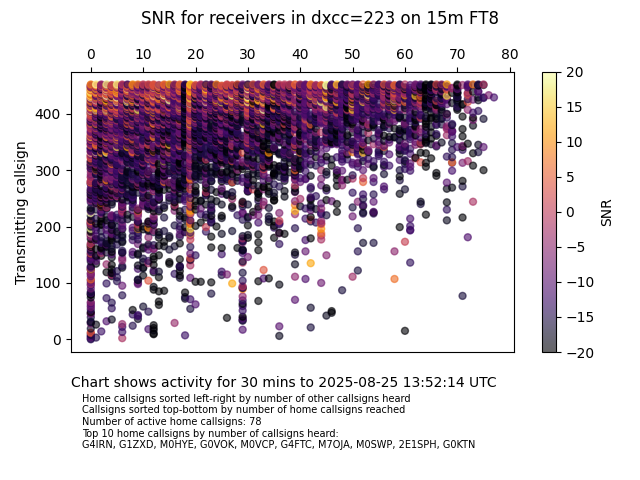 SNR for receivers in dxcc=223 on 15m FT8
0 10 20 30 40 50 60 70 80
400
300
200
100
0
Transmitting callsign
20
15
10
5
0
−5
−10
−15
−20
SNR
Chart shows activity for 30 mins to 2025-08-25 13:52:14 UTC
Home callsigns sorted left-right by number of other callsigns heard
Callsigns sorted top-bottom by number of home callsigns reached
Number of active home callsigns: 78
Top 10 home callsigns by number of callsigns heard:
G4IRN, G1ZXD, M0HYE, G0VOK, M0VCP, G4FTC, M7OJA, M0SWP, 2E1SPH, G0KTN